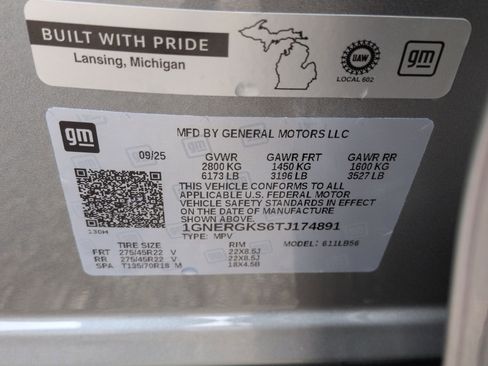 BUILT WITH PRIDE
Lansing, Michigan
UAW
LOCAL 602
gm
gm
MFD BY GENERAL MOTORS LLC
09/25 GVWR GAWR FRT GAWR RR
2800 KG 1450 KG 1600 KG
6173 LB 3196 LB 3527 LB
THIS VEHICLE CONFORMS TO ALL
APPLICABLE U.S. FEDERAL MOTOR
VEHICLE SAFETY STANDARDS IN EFFECT
ON THE DATE OF MANUFACTURE
SHOWN ABOVE.
1GNERGKS6TJ174891
TYPE: MPV
130H
TIRE SIZE RIM MODEL: 611LB56
FRT 275/45R22 V 22X8.5J
RR 275/45R22 V 22X8.5J
SPA T135/70R18 M 18X4.5B